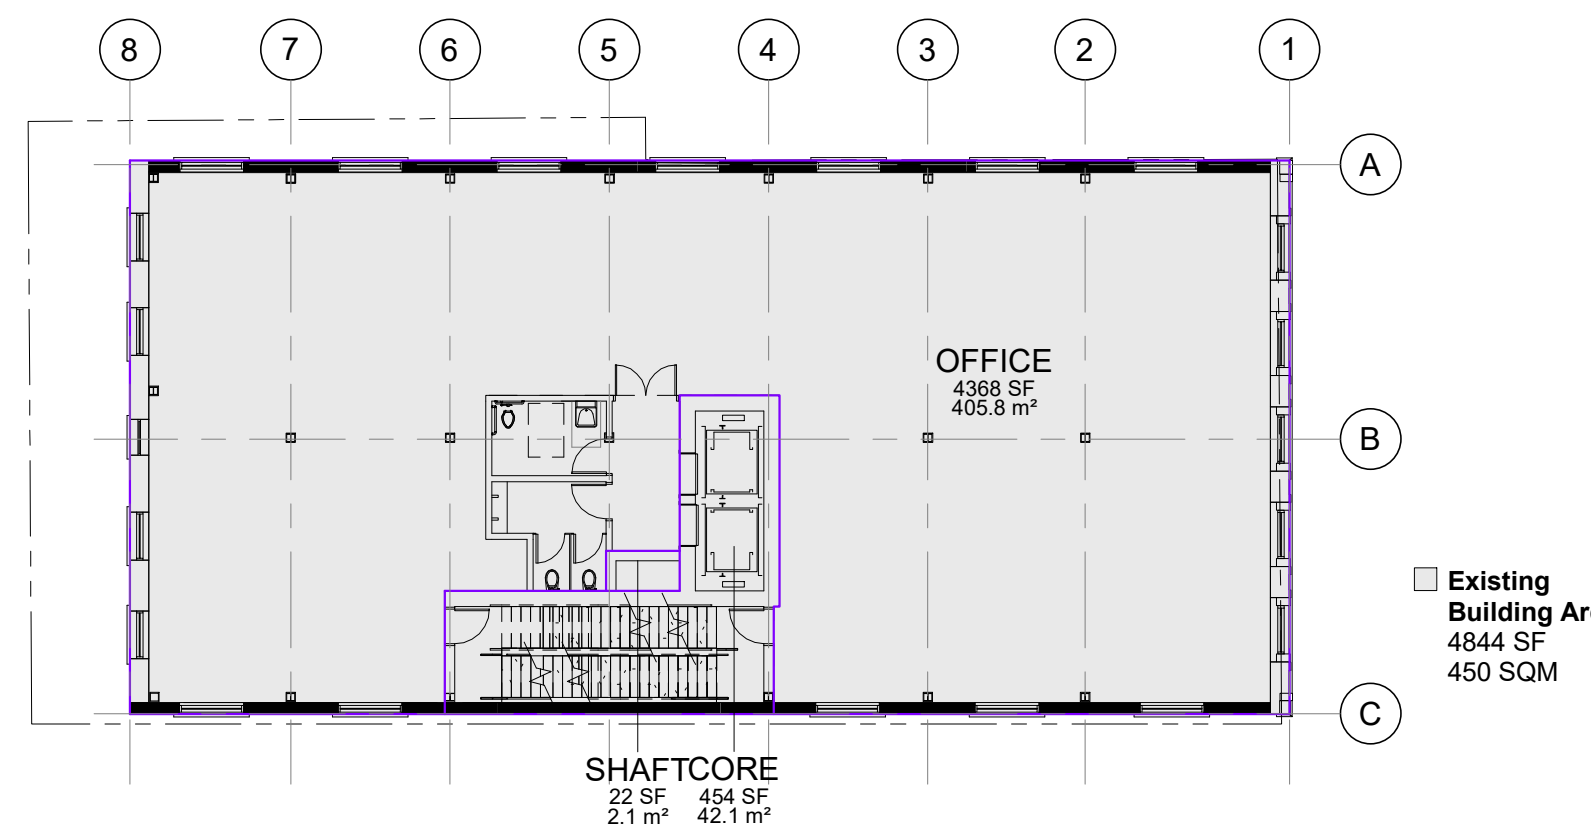 8 7 6 5 4 3 2 1
A
OFFICE
4368 SF
405.8 m²
B
Existing
Building Ar
4844 SF
450 SQM
C
SHAFT CORE
22 SF 454 SF
2.1 m² 42.1 m²